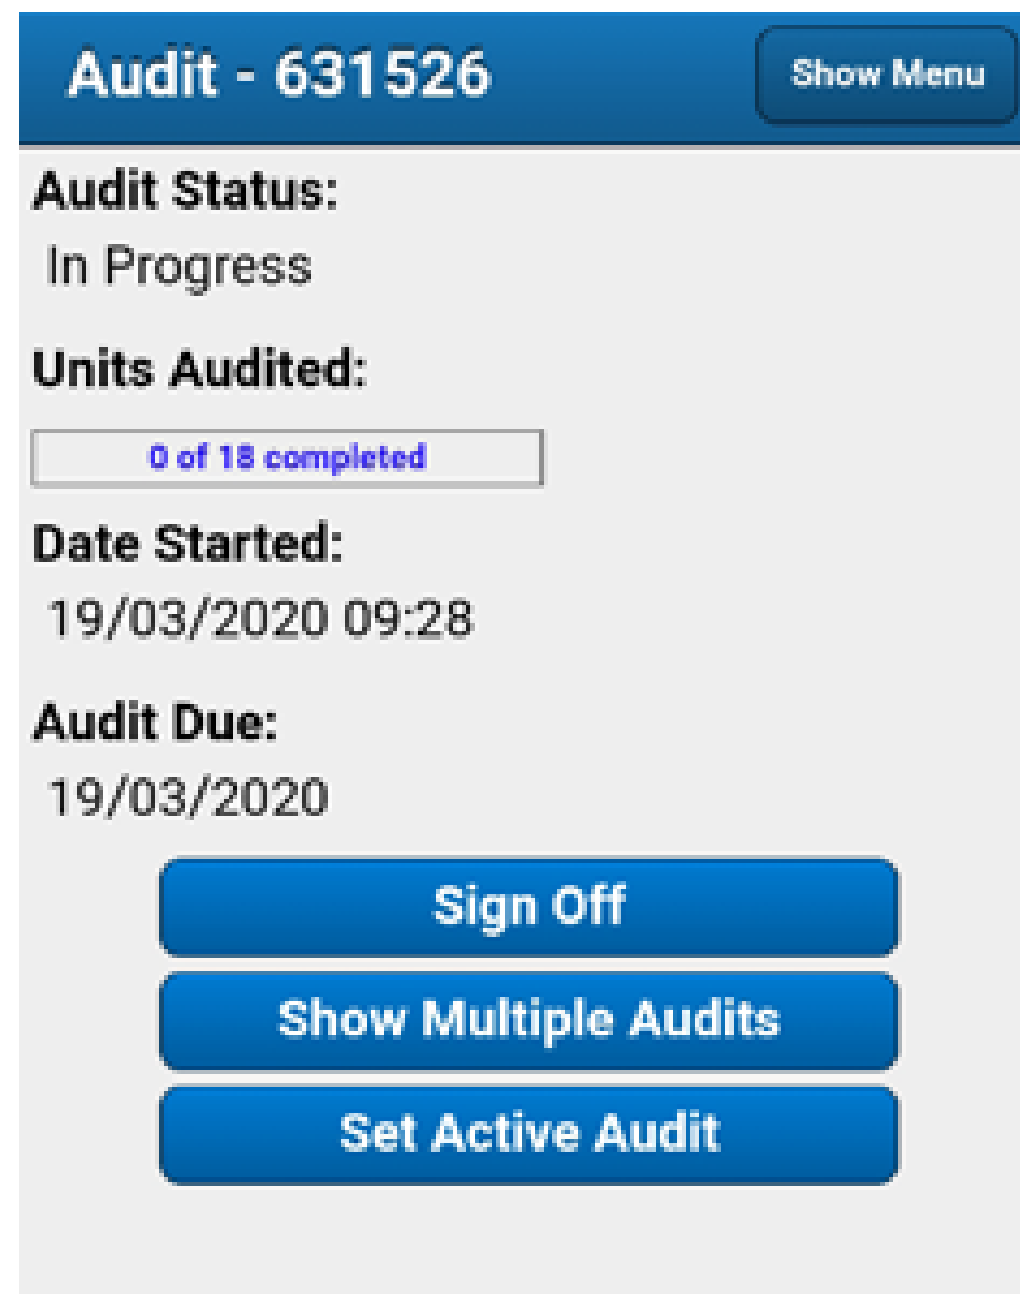 Audit - 631526
Show Menu
Audit Status:
In Progress
Units Audited:
0 of 18 completed
Date Started:
19/03/2020 09:28
Audit Due:
19/03/2020
Sign Off
Show Multiple Audits
Set Active Audit